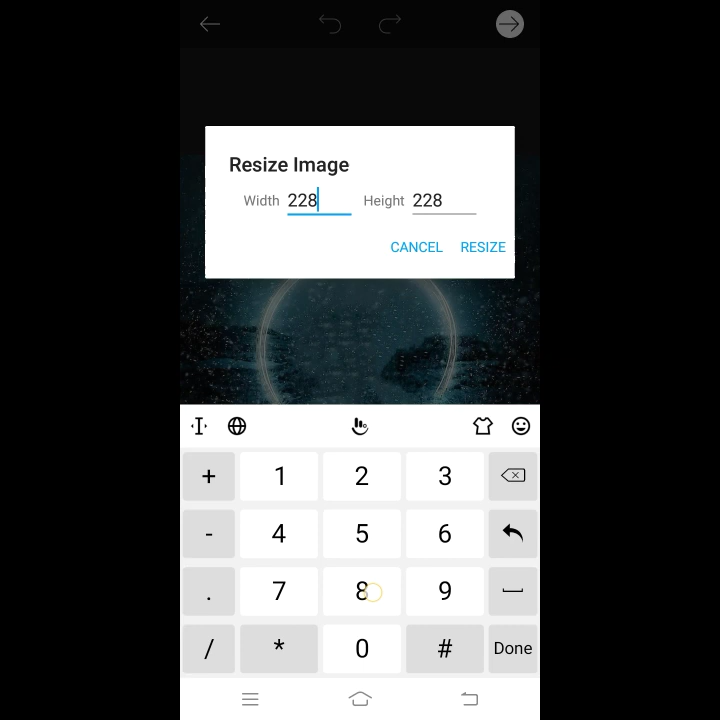 Resize Image
Width 228 Height 228
CANCEL RESIZE
+ 1 2 3
- 4 5 6
. 7 8 9
/ * 0 # Done